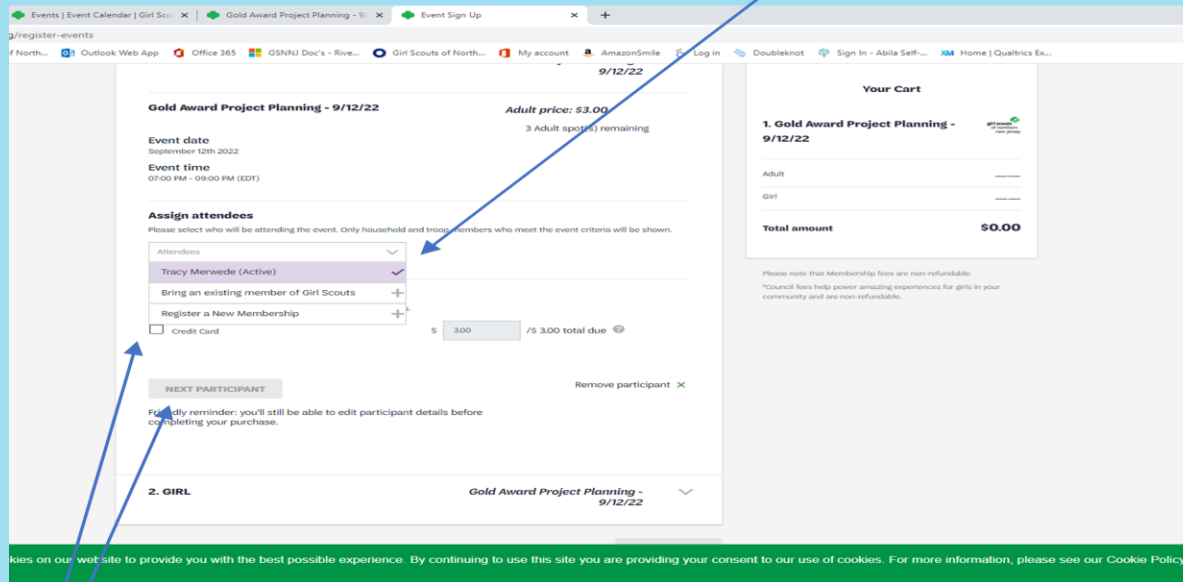 Events | Event Calendar | Girl Sco
Gold Award Project Planning - 9/
Event Sign Up
g/register-events
of North...
Outlook Web App
Office 365
GSNNJ Doc's - Rive...
Girl Scouts of North...
My account
AmazonSmile
Log in
Doubleknot
Sign In - Abila Self-...
Home | Qualtrics Ex...
9/12/22
Gold Award Project Planning - 9/12/22
Adult price: $3.00
3 Adult spot(s) remaining
Event date
September 12th 2022
Event time
07:00 PM - 09:00 PM (EDT)
Assign attendees
Please select who will be attending the event. Only household and troop members who meet the event criteria will be shown.
Attendees
Tracy Merwede (Active)
Bring an existing member of Girl Scouts
Register a New Membership
Credit Card
$ 3.00 /$ 3.00 total due
NEXT PARTICIPANT
Remove participant
Friendly reminder: you'll still be able to edit participant details before
completing your purchase.
2. GIRL
Gold Award Project Planning -
9/12/22
Your Cart
1. Gold Award Project Planning -
9/12/22
girl scouts
of northern
new jersey
Adult
Girl
Total amount
$0.00
Please note that Membership fees are non-refundable.
*Council fees help power amazing experiences for girls in your
community and are non-refundable.
kies on our website to provide you with the best possible experience. By continuing to use this site you are providing your consent to our use of cookies. For more information, please see our Cookie Policy